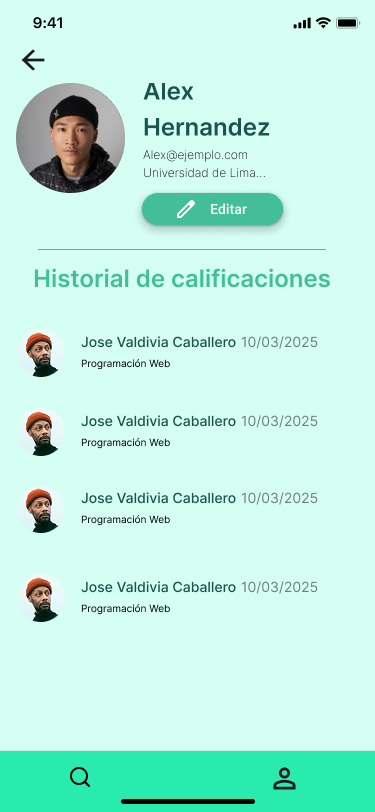 9:41
Alex
Hernandez
Alex@ejemplo.com
Universidad de Lima...
Editar
Historial de calificaciones
Jose Valdivia Caballero 10/03/2025
Programación Web
Jose Valdivia Caballero 10/03/2025
Programación Web
Jose Valdivia Caballero 10/03/2025
Programación Web
Jose Valdivia Caballero 10/03/2025
Programación Web